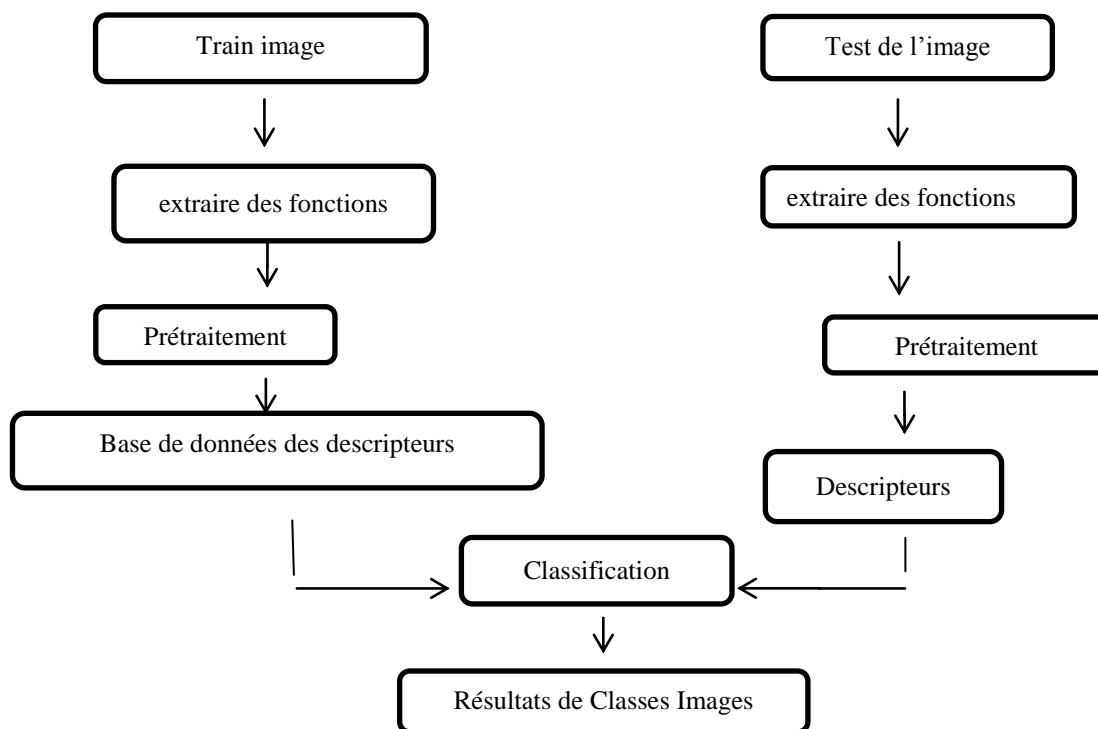 Train image
Test de l’image
extraire des fonctions
extraire des fonctions
Prétraitement
Prétraitement
Base de données des descripteurs
Descripteurs
Classification
Résultats de Classes Images